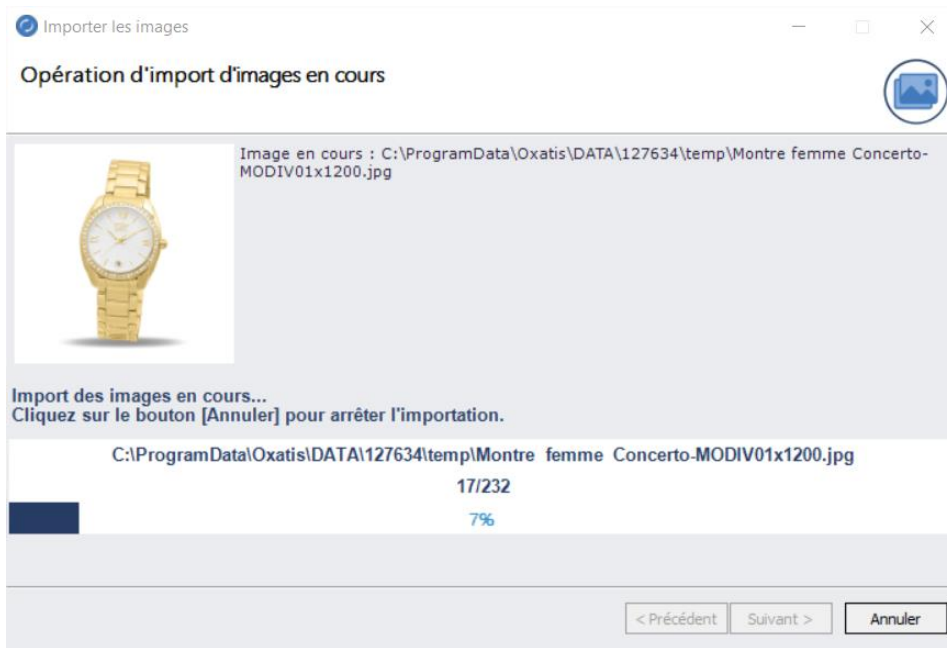 Importer les images
Opération d'import d'images en cours
Image en cours : C:\ProgramData\Oxatis\DATA\127634\temp\Montre femme Concerto-
MODIV01x1200.jpg
Import des images en cours...
Cliquez sur le bouton [Annuler] pour arrêter l'importation.
C:\ProgramData\Oxatis\DATA\127634\temp\Montre femme Concerto-MODIV01x1200.jpg
17/232
7%
< Précédent Suivant > Annuler